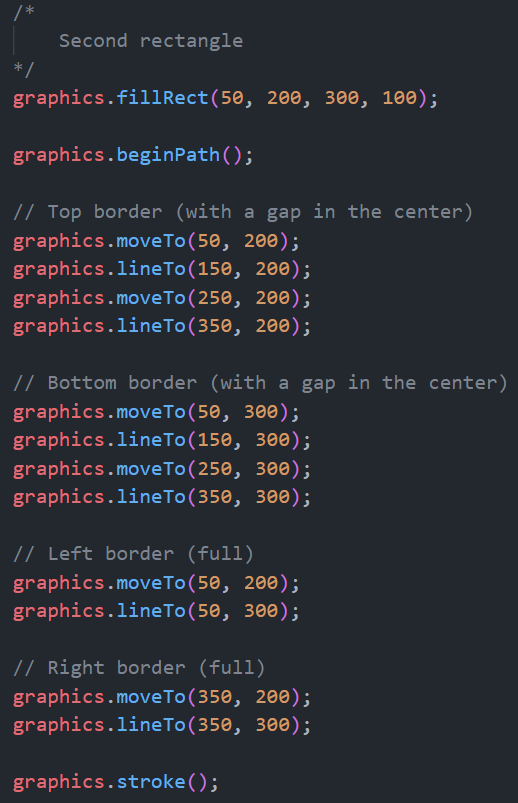 /*
    Second rectangle
*/
graphics.fillRect(50, 200, 300, 100);

graphics.beginPath();

// Top border (with a gap in the center)
graphics.moveTo(50, 200);
graphics.lineTo(150, 200);
graphics.moveTo(250, 200);
graphics.lineTo(350, 200);

// Bottom border (with a gap in the center)
graphics.moveTo(50, 300);
graphics.lineTo(150, 300);
graphics.moveTo(250, 300);
graphics.lineTo(350, 300);

// Left border (full)
graphics.moveTo(50, 200);
graphics.lineTo(50, 300);

// Right border (full)
graphics.moveTo(350, 200);
graphics.lineTo(350, 300);

graphics.stroke();